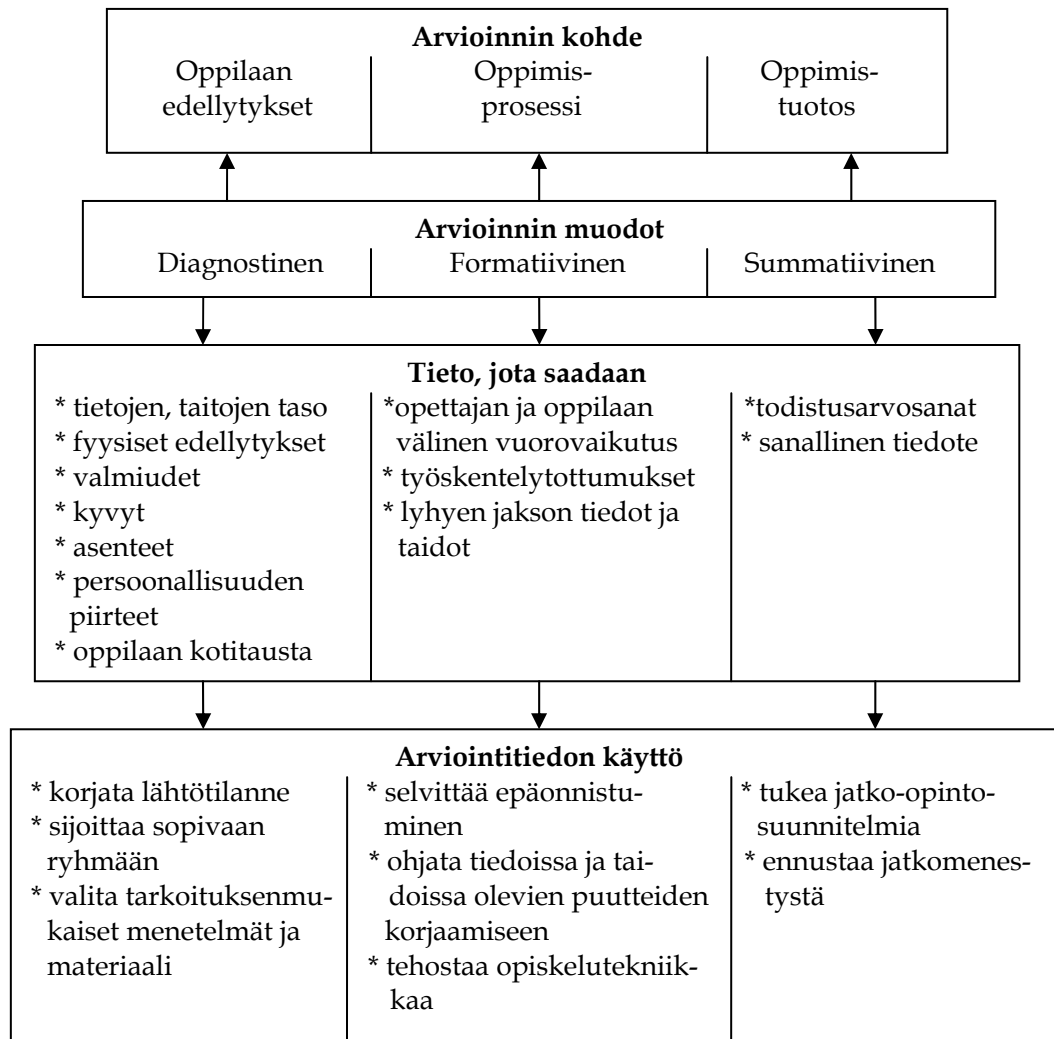 Arvioinnin kohde
Oppilaan
edellytykset
Oppimis-
prosessi
Oppimis-
tuotos
Arvioinnin muodot
Diagnostinen
Formatiivinen
Summatiivinen
Tieto, jota saadaan
* tietojen, taitojen taso
* fyysiset edellytykset
* valmiudet
* kyvyt
* asenteet
* persoonallisuuden
piirteet
* oppilaan kotitausta
*opettajan ja oppilaan
välinen vuorovaikutus
* työskentelytottumukset
* lyhyen jakson tiedot ja
taidot
*todistusarvosanat
* sanallinen tiedote
Arviointitiedon käyttö
* korjata lähtötilanne
* sijoittaa sopivaan
ryhmään
* valita tarkoituksenmu-
kaiset menetelmät ja
materiaali
* selvittää epäonnistu-
minen
* ohjata tiedoissa ja tai-
doissa olevien puutteiden
korjaamiseen
* tehostaa opiskelutekniik-
kaa
* tukea jatko-opinto-
suunnitelmia
* ennustaa jatkomenes-
tystä